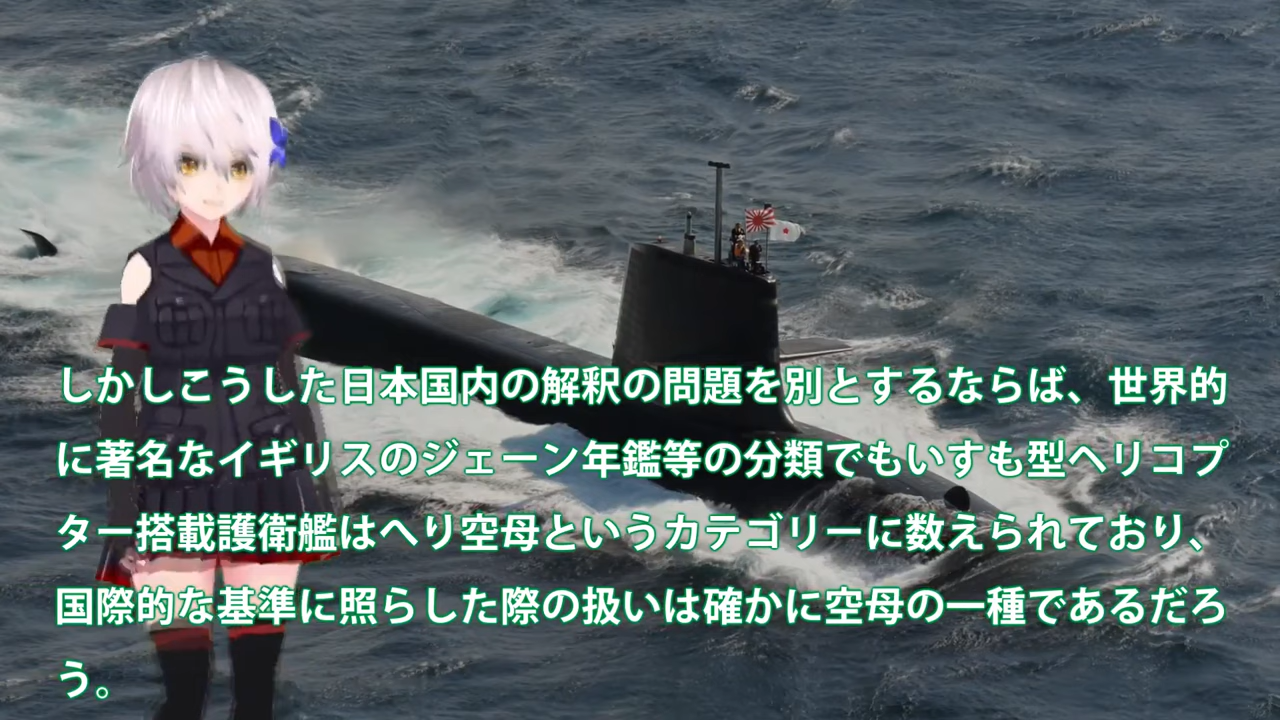 しかしこうした日本国内の解釈の問題を別とするならば、世界的
に著名なイギリスのジェーン年鑑等の分類でもいすも型ヘリコプ
ター搭載護衛艦はヘリ空母というカテゴリーに数えられており、
国際的な基準に照らした際の扱いは確かに空母の一種であるだろ
う。